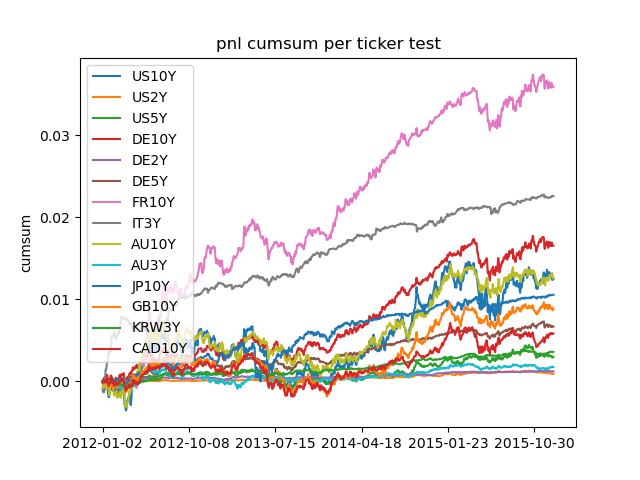 pnl cumsum per ticker test
US10Y
US2Y
US5Y
DE10Y
DE2Y
DE5Y
FR10Y
IT3Y
AU10Y
AU3Y
JP10Y
GB10Y
KRW3Y
CAD10Y
cumsum
0.03
0.02
0.01
0.00
2012-01-02 2012-10-08 2013-07-15 2014-04-18 2015-01-23 2015-10-30